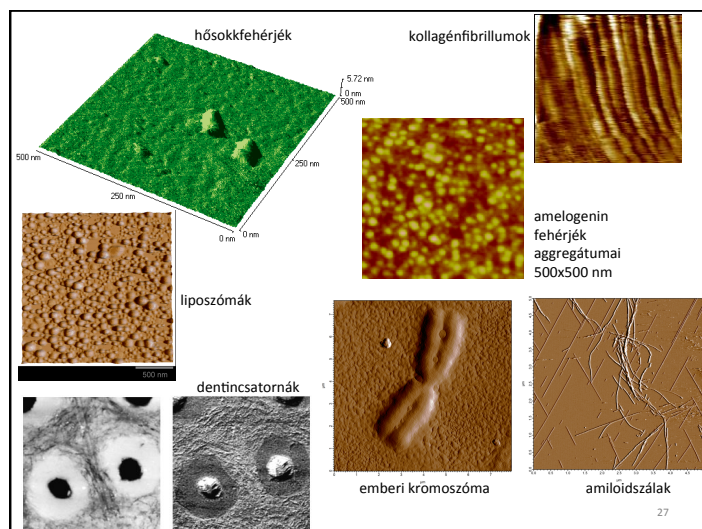 hősokkfehérjék
kollagénfibrillumok
5.72 nm
0 nm
500 nm
500 nm
250 nm
250 nm
0 nm
0 nm
amelogenin
fehérjék
aggregátumai
500x500 nm
liposzómák
500 nm
dentincsatornák
emberi kromoszóma
amiloidszálak
27